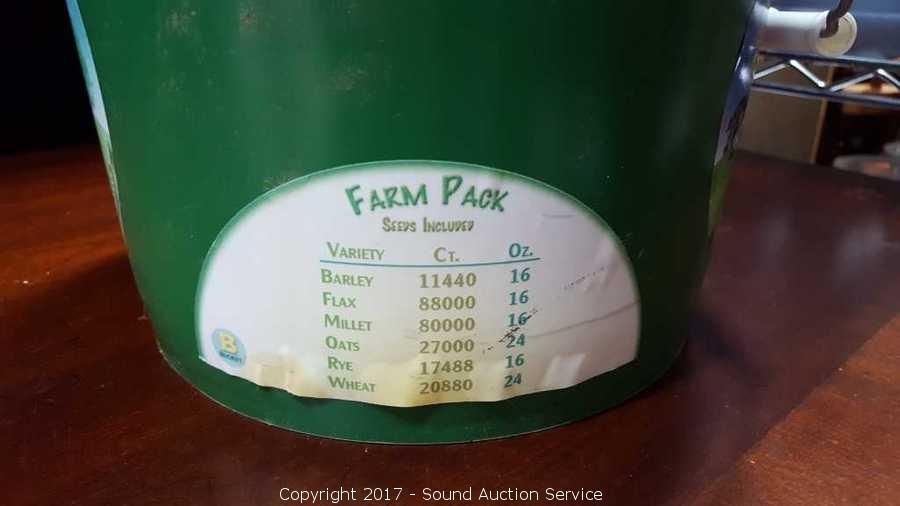 FARM PACK
SEEDS INCLUDED
VARIETY CT. OZ.
BARLEY 11440 16
FLAX 88000 16
MILLET 80000 16
OATS 27000 24
RYE 17488 16
WHEAT 20880 24
B
BUCKET
Copyright 2017 - Sound Auction Service